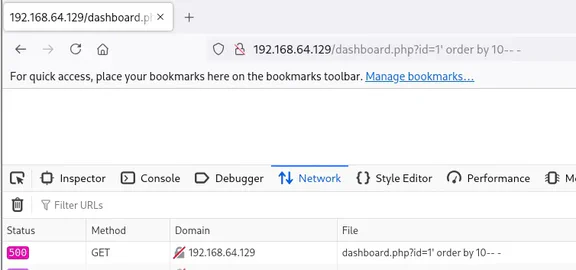 192.168.64.129/dashboard.p
192.168.64.129/dashboard.php?id=1' order by 10-- -
For quick access, place your bookmarks here on the bookmarks toolbar. Manage bookmarks…
Inspector Console Debugger Network Style Editor Performance Me
Filter URLs
Status Method Domain File
500 GET 192.168.64.129 dashboard.php?id=1' order by 10-- -